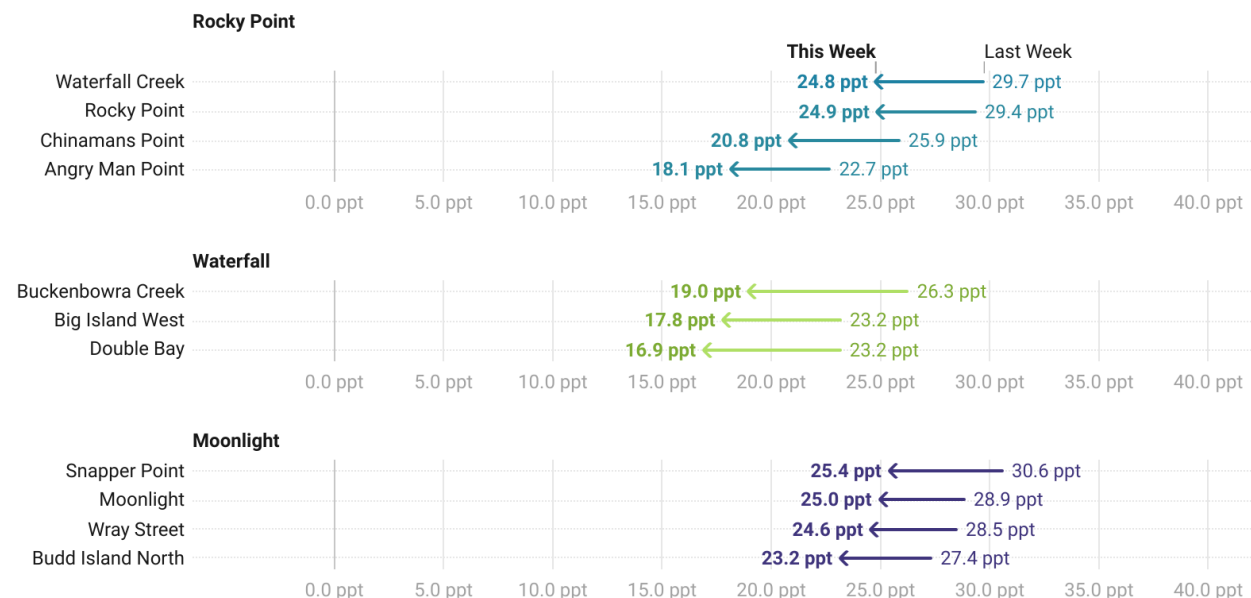 Rocky Point
This Week Last Week
Waterfall Creek 24.8 ppt 29.7 ppt
Rocky Point 24.9 ppt 29.4 ppt
Chinamans Point 20.8 ppt 25.9 ppt
Angry Man Point 18.1 ppt 22.7 ppt
0.0 ppt 5.0 ppt 10.0 ppt 15.0 ppt 20.0 ppt 25.0 ppt 30.0 ppt 35.0 ppt 40.0 ppt
Waterfall
Buckenbowra Creek 19.0 ppt 26.3 ppt
Big Island West 17.8 ppt 23.2 ppt
Double Bay 16.9 ppt 23.2 ppt
0.0 ppt 5.0 ppt 10.0 ppt 15.0 ppt 20.0 ppt 25.0 ppt 30.0 ppt 35.0 ppt 40.0 ppt
Moonlight
Snapper Point 25.4 ppt 30.6 ppt
Moonlight 25.0 ppt 28.9 ppt
Wray Street 24.6 ppt 28.5 ppt
Budd Island North 23.2 ppt 27.4 ppt
0.0 ppt 5.0 ppt 10.0 ppt 15.0 ppt 20.0 ppt 25.0 ppt 30.0 ppt 35.0 ppt 40.0 ppt